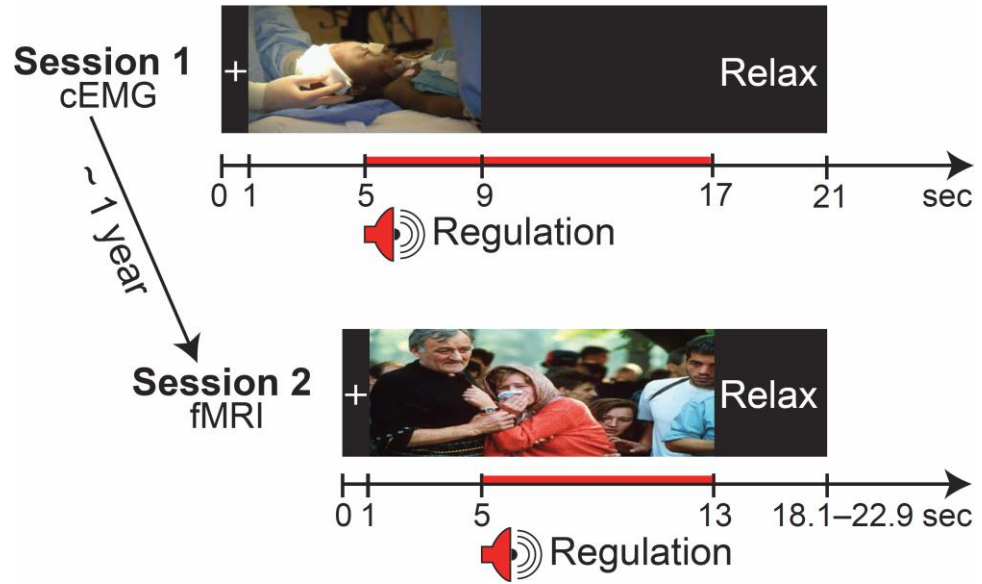 Session 1
cEMG
+
Relax
0 1 5 9 17 21 sec
Regulation
~ 1 year
Session 2
fMRI
+
Relax
0 1 5 13 18.1–22.9 sec
Regulation